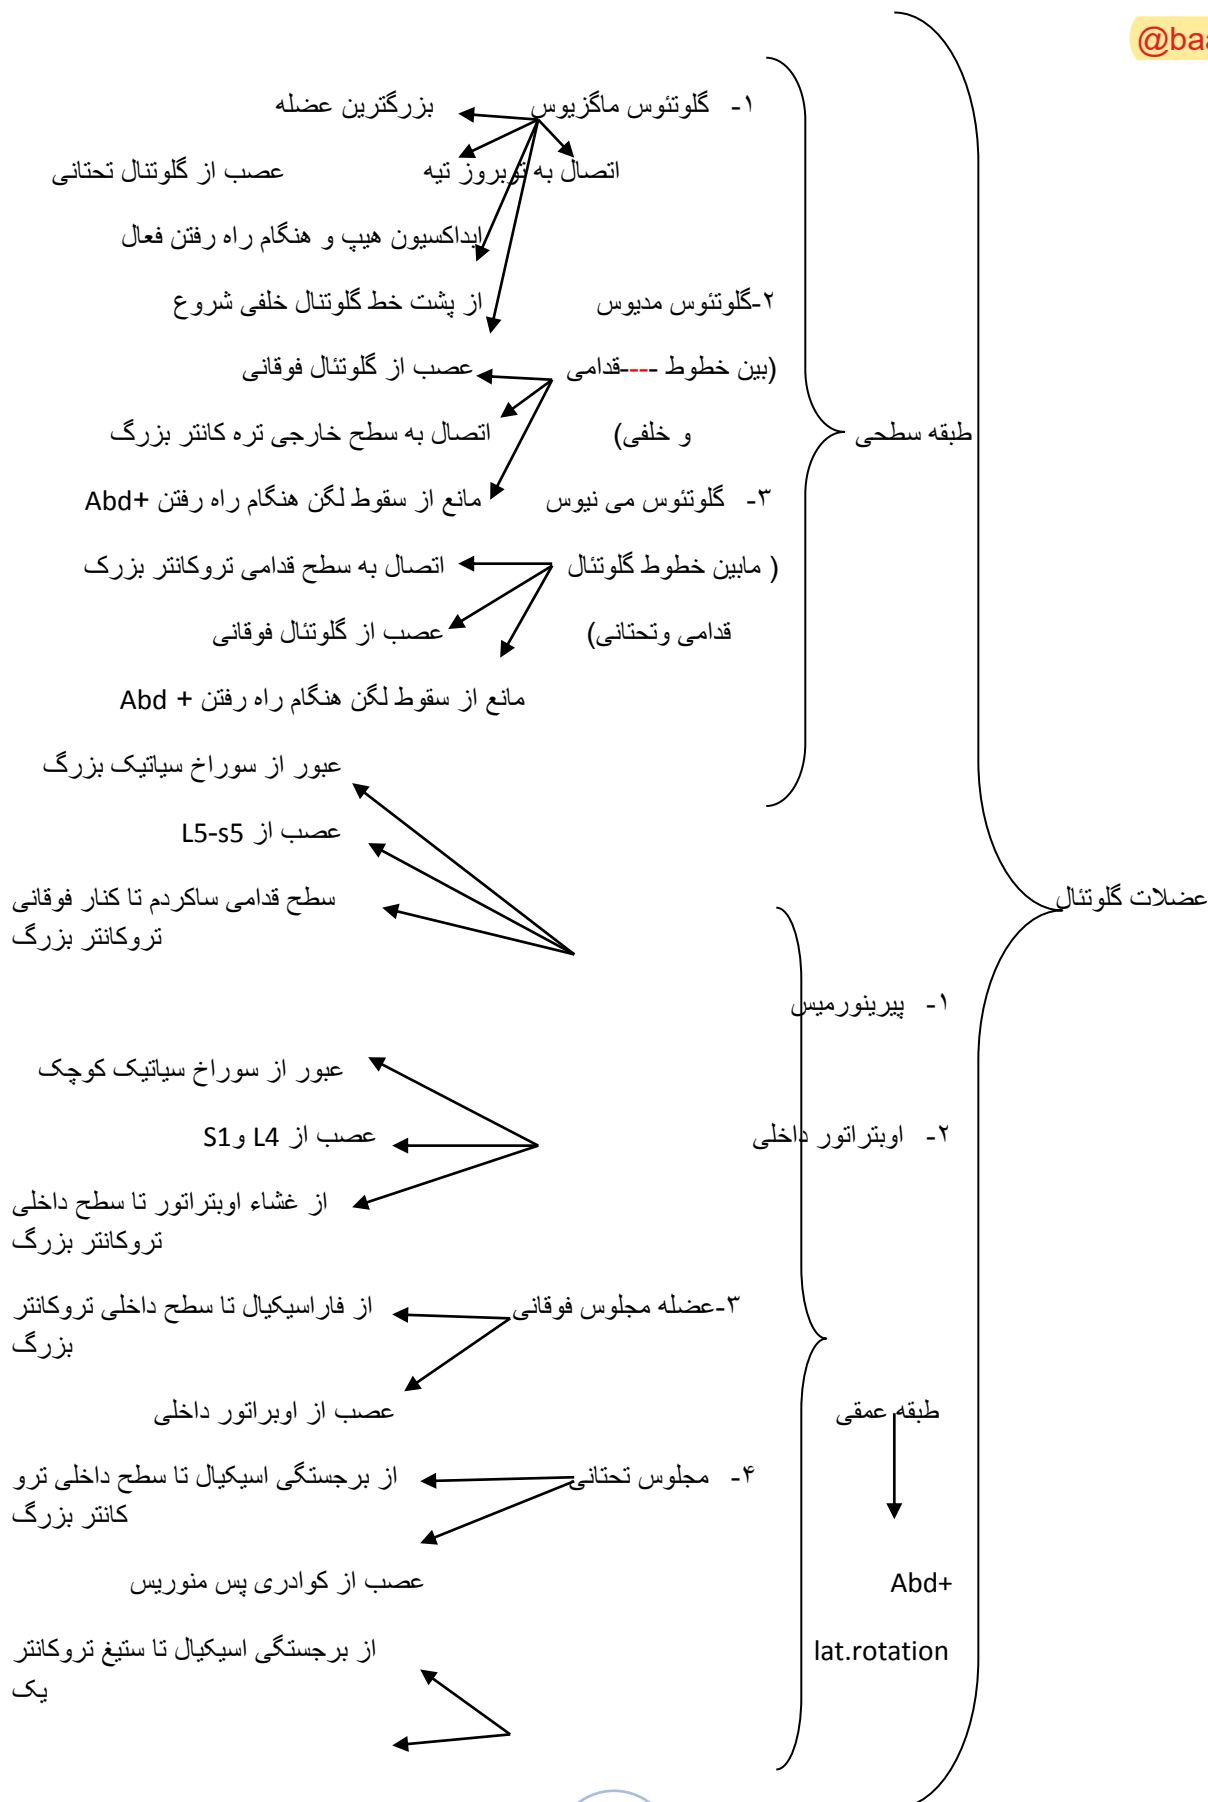 @baa
۱- گلوتئوس ماگزیوس بزرگترین عضله
اتصال به توبروز تیه عصب از گلوتنال تحتانی
ابداکسیون هیپ و هنگام راه رفتن فعال
۲-گلوتئوس مدیوس از پشت خط گلوتنال خلفی شروع
(بین خطوط ----قدامی عصب از گلوتئال فوقانی
و خلفی) اتصال به سطح خارجی تره کانتر بزرگ
طبقه سطحی
۳- گلوتئوس می نیوس مانع از سقوط لگن هنگام راه رفتن +Abd
( مابین خطوط گلوتئال اتصال به سطح قدامی تروکانتر بزرک
قدامی وتحتانی) عصب از گلوتئال فوقانی
مانع از سقوط لگن هنگام راه رفتن + Abd
عبور از سوراخ سیاتیک بزرگ
عصب از L5-s5
عضلات گلوتئال
سطح قدامی ساکردم تا کنار فوقانی
تروکانتر بزرگ
۱- پیرینورمیس
عبور از سوراخ سیاتیک کوچک
۲- اوبتراتور داخلی عصب از L4 وS1
از غشاء اوبتراتور تا سطح داخلی
تروکانتر بزرگ
۳-عضله مجلوس فوقانی از فاراسیکیال تا سطح داخلی تروکانتر
بزرگ
طبقه عمقی
عصب از اوبراتور داخلی
۴- مجلوس تحتانی از برجستگی اسیکیال تا سطح داخلی ترو
کانتر بزرگ
عصب از کوادری پس منوریس
Abd+
lat.rotation
از برجستگی اسیکیال تا ستیغ تروکانتر
یک